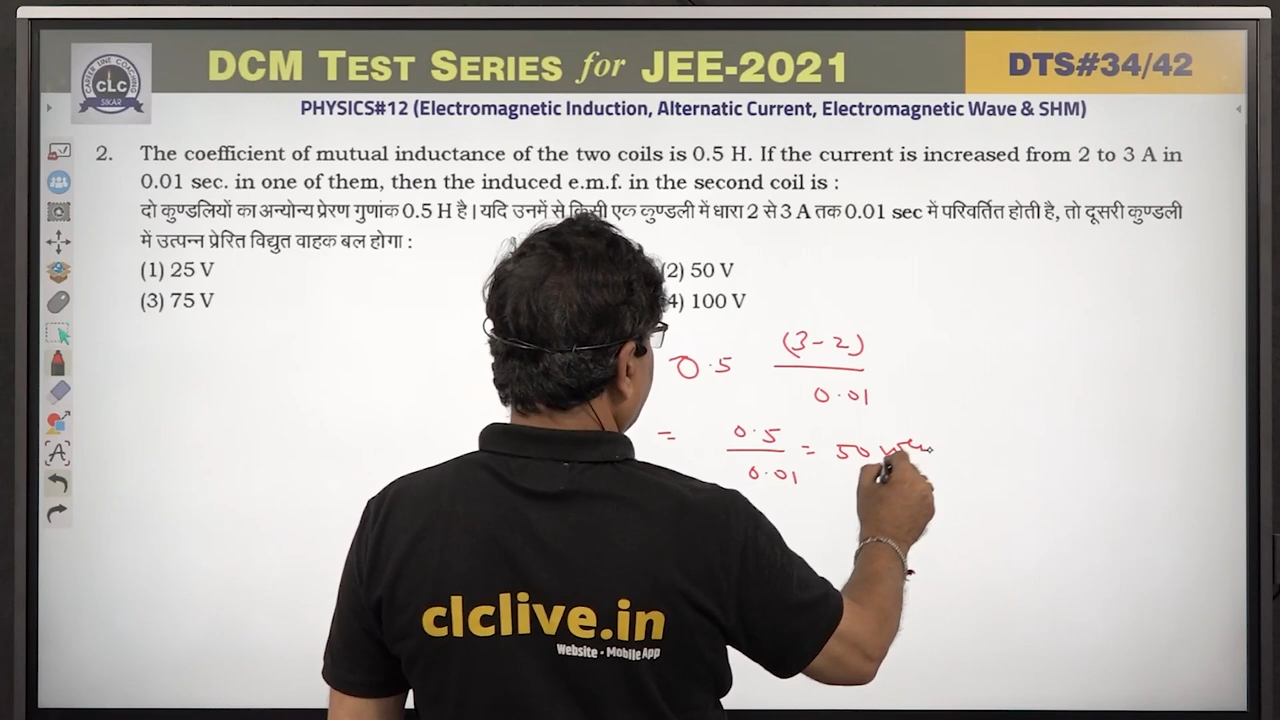 DCM TEST SERIES for JEE-2021
DTS#34/42
CAREER LINE COACHING
CLC
SIKAR
PHYSICS#12 (Electromagnetic Induction, Alternatic Current, Electromagnetic Wave & SHM)
2. The coefficient of mutual inductance of the two coils is 0.5 H. If the current is increased from 2 to 3 A in
0.01 sec. in one of them, then the induced e.m.f. in the second coil is :
दो कुण्डलियों का अन्योन्य प्रेरण गुणांक 0.5 H है। यदि उनमें से किसी एक कुण्डली में धारा 2 से 3 A तक 0.01 sec में परिवर्तित होती है, तो दूसरी कुण्डली
में उत्पन्न प्रेरित विद्युत वाहक बल होगा :
(1) 25 V (2) 50 V
(3) 75 V 4) 100 V
0.5 (3-2)
0.01
= 0.5 = 50
0.01
A
clclive.in
Website - Mobile App